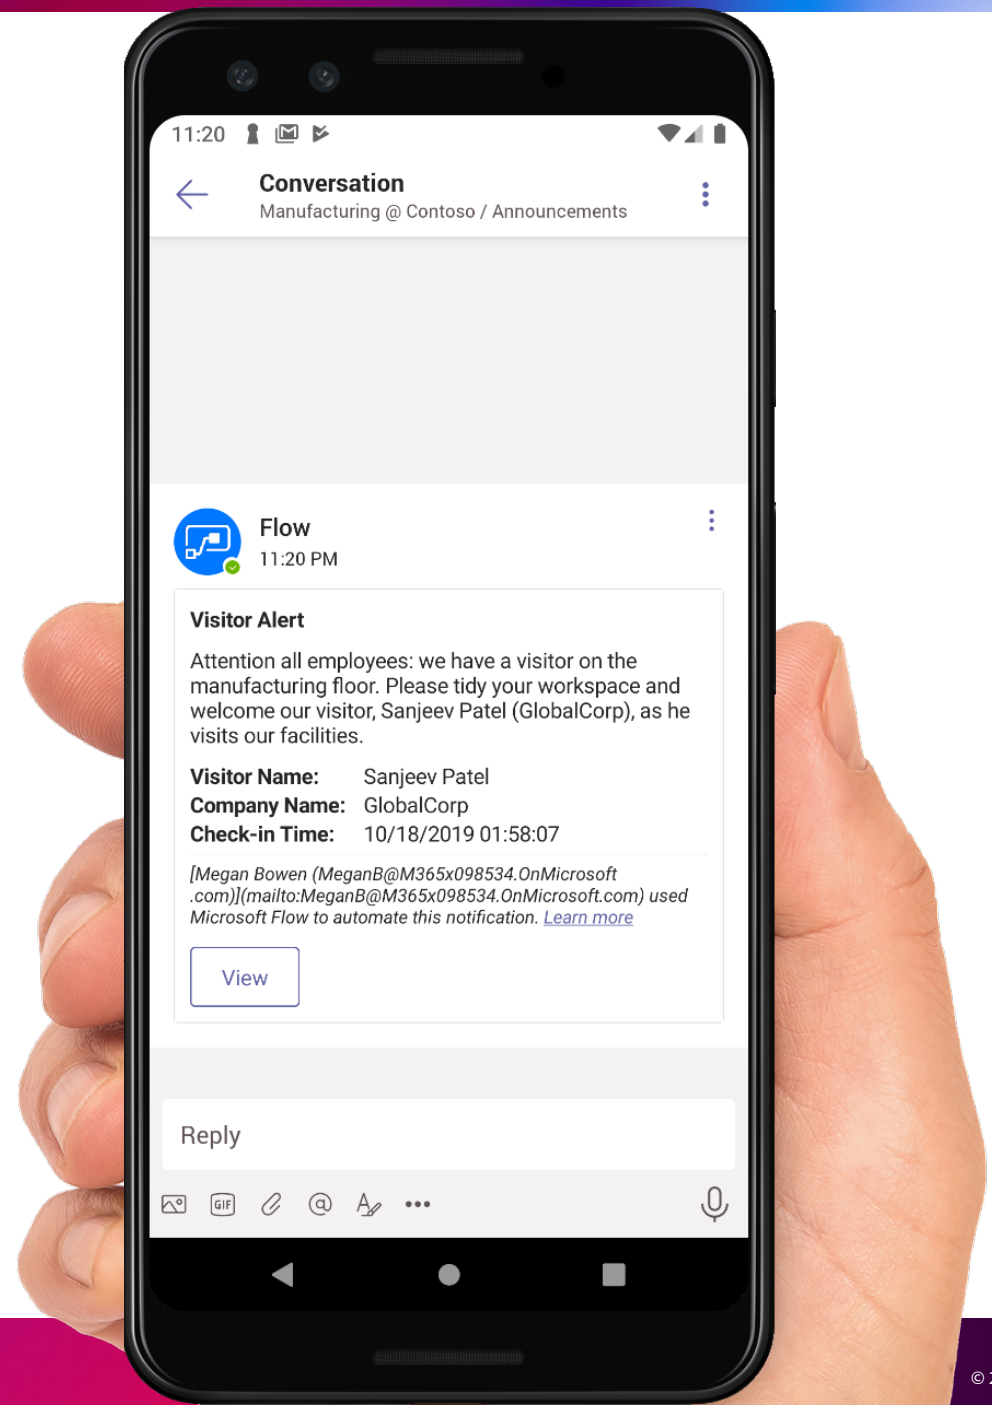 11:20
Conversation
Manufacturing @ Contoso / Announcements
Flow
11:20 PM
Visitor Alert
Attention all employees: we have a visitor on the
manufacturing floor. Please tidy your workspace and
welcome our visitor, Sanjeev Patel (GlobalCorp), as he
visits our facilities.
Visitor Name: Sanjeev Patel
Company Name: GlobalCorp
Check-in Time: 10/18/2019 01:58:07
[Megan Bowen (MeganB@M365x098534.OnMicrosoft
.com)](mailto:MeganB@M365x098534.OnMicrosoft.com) used
Microsoft Flow to automate this notification. Learn more
View
Reply
GIF
©